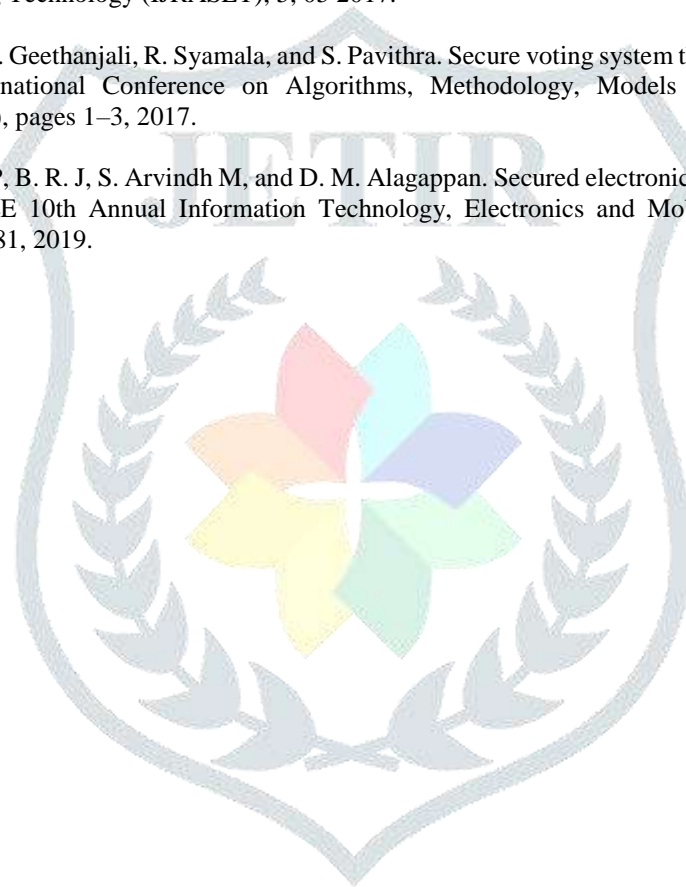 Technology (IJRASET), 5, 05 2017.
. Geethanjali, R. Syamala, and S. Pavithra. Secure voting system t
national Conference on Algorithms, Methodology, Models
), pages 1–3, 2017.
P, B. R. J, S. Arvindh M, and D. M. Alagappan. Secured electronic
E 10th Annual Information Technology, Electronics and Mo
81, 2019.
JETIR